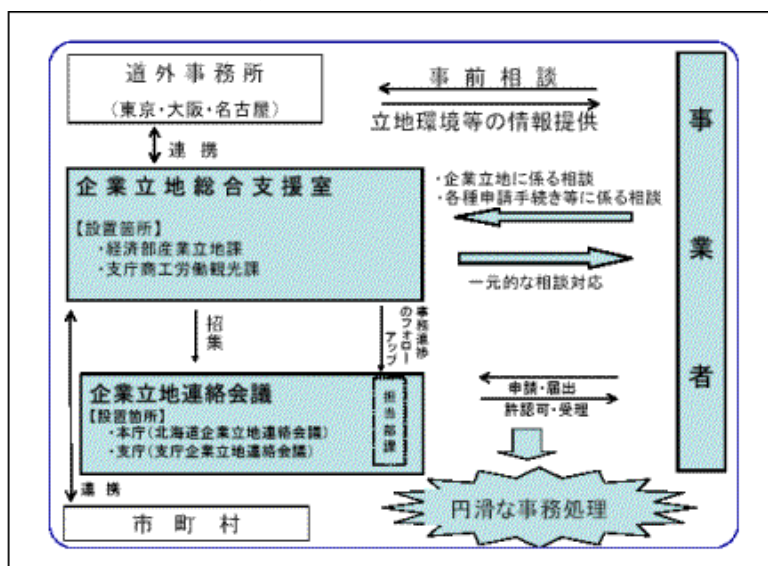 道外事務所
(東京・大阪・名古屋)
事前相談
立地環境等の情報提供
事業者
連携
企業立地総合支援室
【設置箇所】
・経済部産業立地課
・支庁商工労働観光課
・企業立地に係る相談
・各種申請手続き等に係る相談
一元的な相談対応
招集
事務進捗
のフォロー
アップ
企業立地連絡会議
【設置箇所】
・本庁(北海道企業立地連絡会議)
・支庁(支庁企業立地連絡会議)
担当部課
申請・届出
許認可・受理
連携
市町村
円滑な事務処理